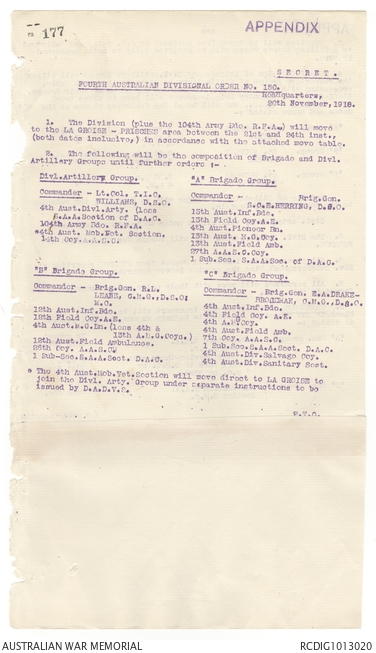 177
APPENDIX
SECRET.
FOURTH AUSTRALIAN DIVISIONAL ORDER NO. 150.
Headquarters,
20th November, 1918.
1. The Division (plus the 104th Army Bde. R.F.A.) will move
to the LA GROISE - PRISCHES area between the 21st and 24th inst.,
(both dates inclusive,) in accordance with the attached move table.
2. The following will be the composition of Brigade and Divl.
Artillery Groups until further orders :-
Divl.Artillery Group.
Commander - Lt.Col. T.I.C.
WILLIAMS, D.S.O.
4th Aust.Divl.Arty. (less
S.A.A.Section of D.A.C.
104th Army Bde. R.F.A.
*4th Aust. Mob.Vet. Section.
14th Coy.A.A.S.C.
"A" Brigade Group.
Commander - Brig.Gen.
S.C.E.HERRING, D.S.O.
13th Aust.Inf.Bde.
13th Field Coy.A.E.
4th Aust.Pioneer Bn.
13th Aust. M.G.Coy.
13th Aust.Field Amb.
27th A.A.S.C.Coy.
1 Sub.Sec. S.A.A.Sec. of D.A.C.
"B" Brigade Group.
Commander - Brig.Gen. R.L.
LEANE, C.M.G.,D.S.O;
M.C.
12th Aust.Inf.Bde.
12th Field Coy.A.E.
4th Aust.M.G.Bn.(less 4th &
13th A.M.G.Coys.)
12th Aust.Field Ambulance.
26th Coy. A.A.S.C.
1 Sub-Sec.S.A.A.Sect. D.A.C.
"C" Brigade Group.
Commander - Brig.Gen. E.A.DRAKE-
BROCKMAN, C.M.G.,D.S.O.
4th Aust.Inf.Bde.
4th Field Coy. A.E.
4th A.M.Coy.
4th Aust.Field Amb.
7th Coy. A.A.S.C.
1 Sub.Sec.S.A.A.Sect. D.A.C.
4th Aust.Div.Salvage Coy.
4th Aust.Div.Sanitary Sect.
* The 4th Aust.Mob.Vet.Section will move direct to LA GROISE to
join the Divl. Arty. Group under separate instructions to be
issued by D.A.D.V.S.
P.T.O.
AUSTRALIAN WAR MEMORIAL
RCDIG1013020